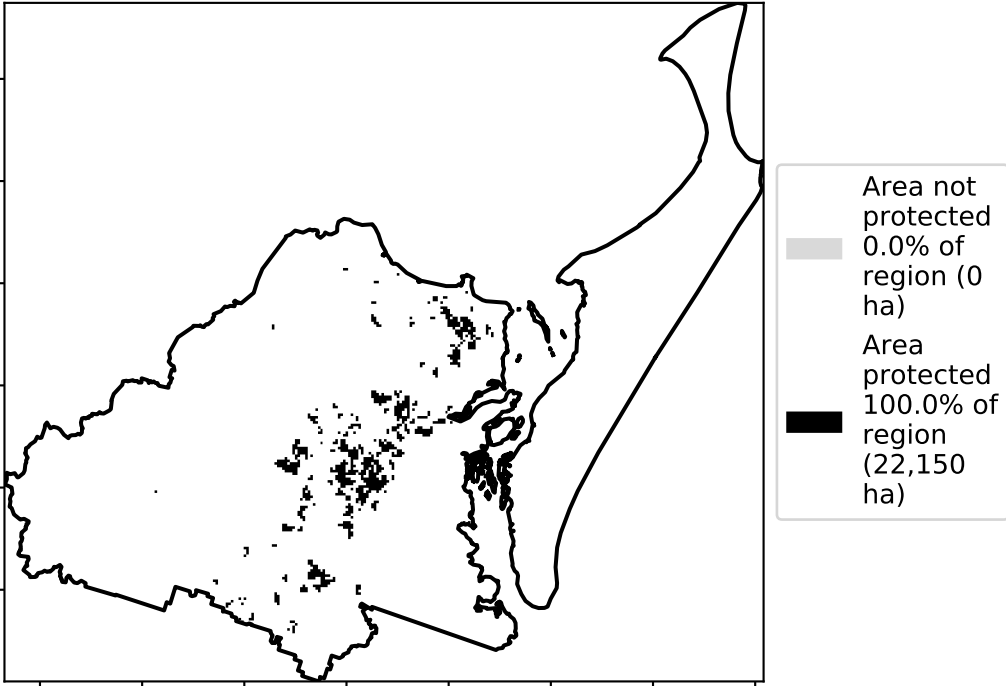 Area not
protected
0.0% of
region (0
ha)
Area
protected
100.0% of
region
(22,150
ha)